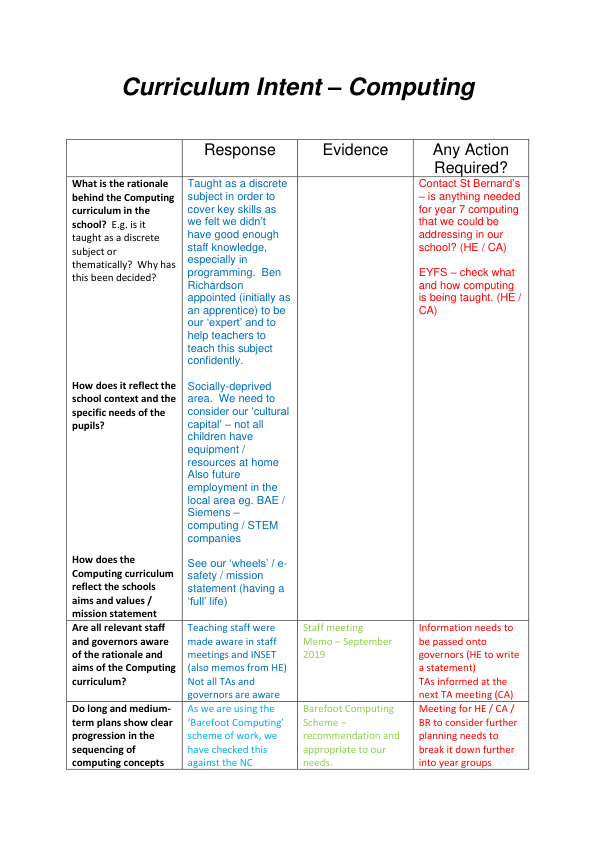 Curriculum Intent – Computing
Response
Evidence
Any Action
Required?
What is the rationale
behind the Computing
curriculum in the
school?  E.g. is it
taught as a discrete
subject or
thematically?  Why has
this been decided?
Taught as a discrete
subject in order to
cover key skills as
we felt we didn’t
have good enough
staff knowledge,
especially in
programming.  Ben
Richardson
appointed (initially as
an apprentice) to be
our ‘expert’ and to
help teachers to
teach this subject
confidently.
Contact St Bernard’s
– is anything needed
for year 7 computing
that we could be
addressing in our
school? (HE / CA)
EYFS – check what
and how computing
is being taught. (HE /
CA)
How does it reflect the
school context and the
specific needs of the
pupils?
Socially-deprived
area.  We need to
consider our ‘cultural
capital’ – not all
children have
equipment /
resources at home
Also future
employment in the
local area eg. BAE /
Siemens –
computing / STEM
companies
How does the
Computing curriculum
reflect the schools
aims and values /
mission statement
See our ‘wheels’ / e-
safety / mission
statement (having a
‘full’ life)
Are all relevant staff
and governors aware
of the rationale and
aims of the Computing
curriculum?
Teaching staff were
made aware in staff
meetings and INSET
(also memos from HE)
Not all TAs and
governors are aware
Staff meeting
Memo – September
2019
Information needs to
be passed onto
governors (HE to write
a statement)
TAs informed at the
next TA meeting (CA)
Do long and medium-
term plans show clear
progression in the
sequencing of
computing concepts
As we are using the
‘Barefoot Computing’
scheme of work, we
have checked this
against the NC
Barefoot Computing
Scheme –
recommendation and
appropriate to our
needs.
Meeting for HE / CA /
BR to consider further
planning needs to
break it down further
into year groups